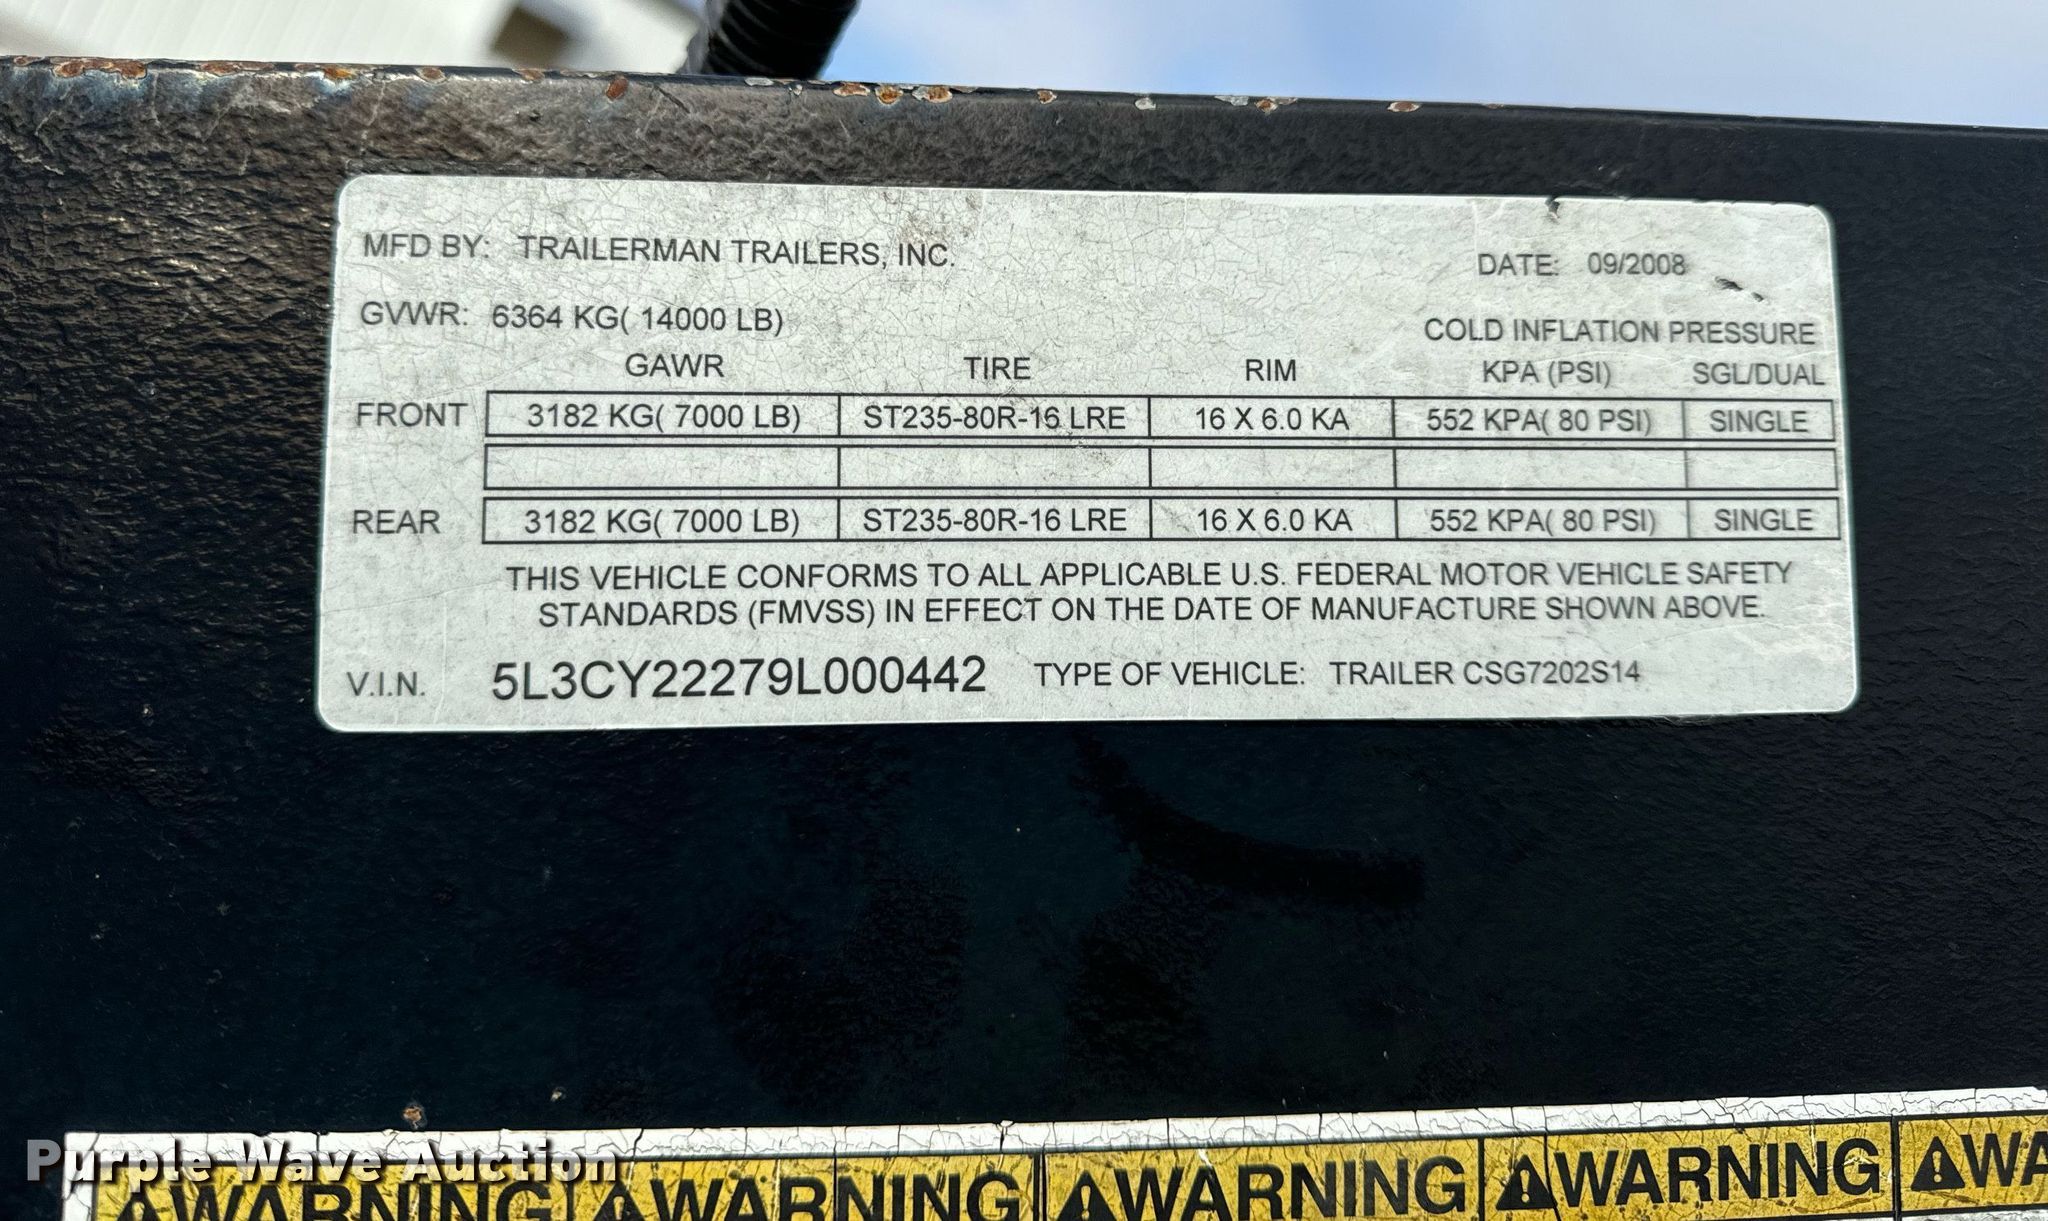 MFD BY: TRAILERMAN TRAILERS, INC.
DATE: 09/2008
GVWR: 6364 KG( 14000 LB)
COLD INFLATION PRESSURE
GAWR TIRE RIM KPA (PSI) SGL/DUAL
FRONT 3182 KG( 7000 LB) ST235-80R-16 LRE 16 X 6.0 KA 552 KPA( 80 PSI) SINGLE
REAR 3182 KG( 7000 LB) ST235-80R-16 LRE 16 X 6.0 KA 552 KPA( 80 PSI) SINGLE
THIS VEHICLE CONFORMS TO ALL APPLICABLE U.S. FEDERAL MOTOR VEHICLE SAFETY
STANDARDS (FMVSS) IN EFFECT ON THE DATE OF MANUFACTURE SHOWN ABOVE.
V.I.N. 5L3CY22279L000442 TYPE OF VEHICLE: TRAILER CSG7202S14
WARNING WARNING WARNING WARNING WA
Purple Wave Auction